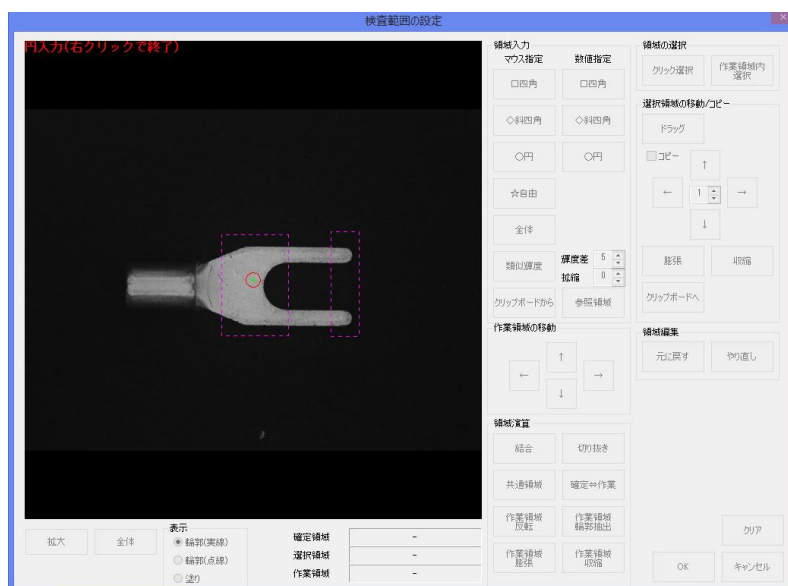 検査範囲の設定
円入力(右クリックで終了)
領域入力
マウス指定 数値指定
□四角 □四角
◇斜四角 ◇斜四角
○円 ○円
☆自由
全体
類似輝度 輝度差 5
拡縮 0
クリップボードから 参照領域
作業領域の移動
↑
← →
↓
領域演算
結合 切り抜き
共通領域 確定⇔作業
作業領域
反転
作業領域
輪郭抽出
作業領域
膨張
作業領域
収縮
領域の選択
クリック選択
作業領域内
選択
選択領域の移動/コピー
ドラッグ
コピー
↑
← 1 →
↓
膨張 収縮
クリップボードへ
領域編集
元に戻す やり直し
クリア
OK キャンセル
拡大 全体
表示
輪郭(実線)
輪郭(点線)
塗り
確定領域 -
選択領域 -
作業領域 -